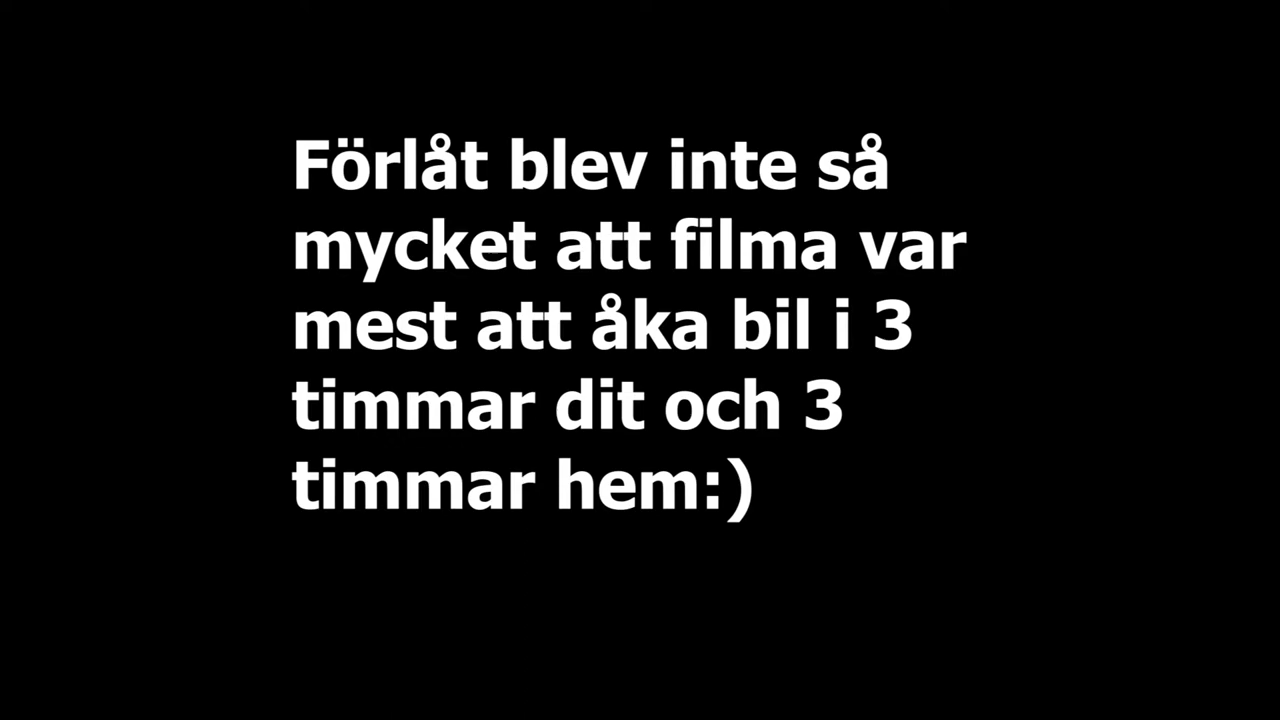 Förlåt blev inte så
mycket att filma var
mest att åka bil i 3
timmar dit och 3
timmar hem:)